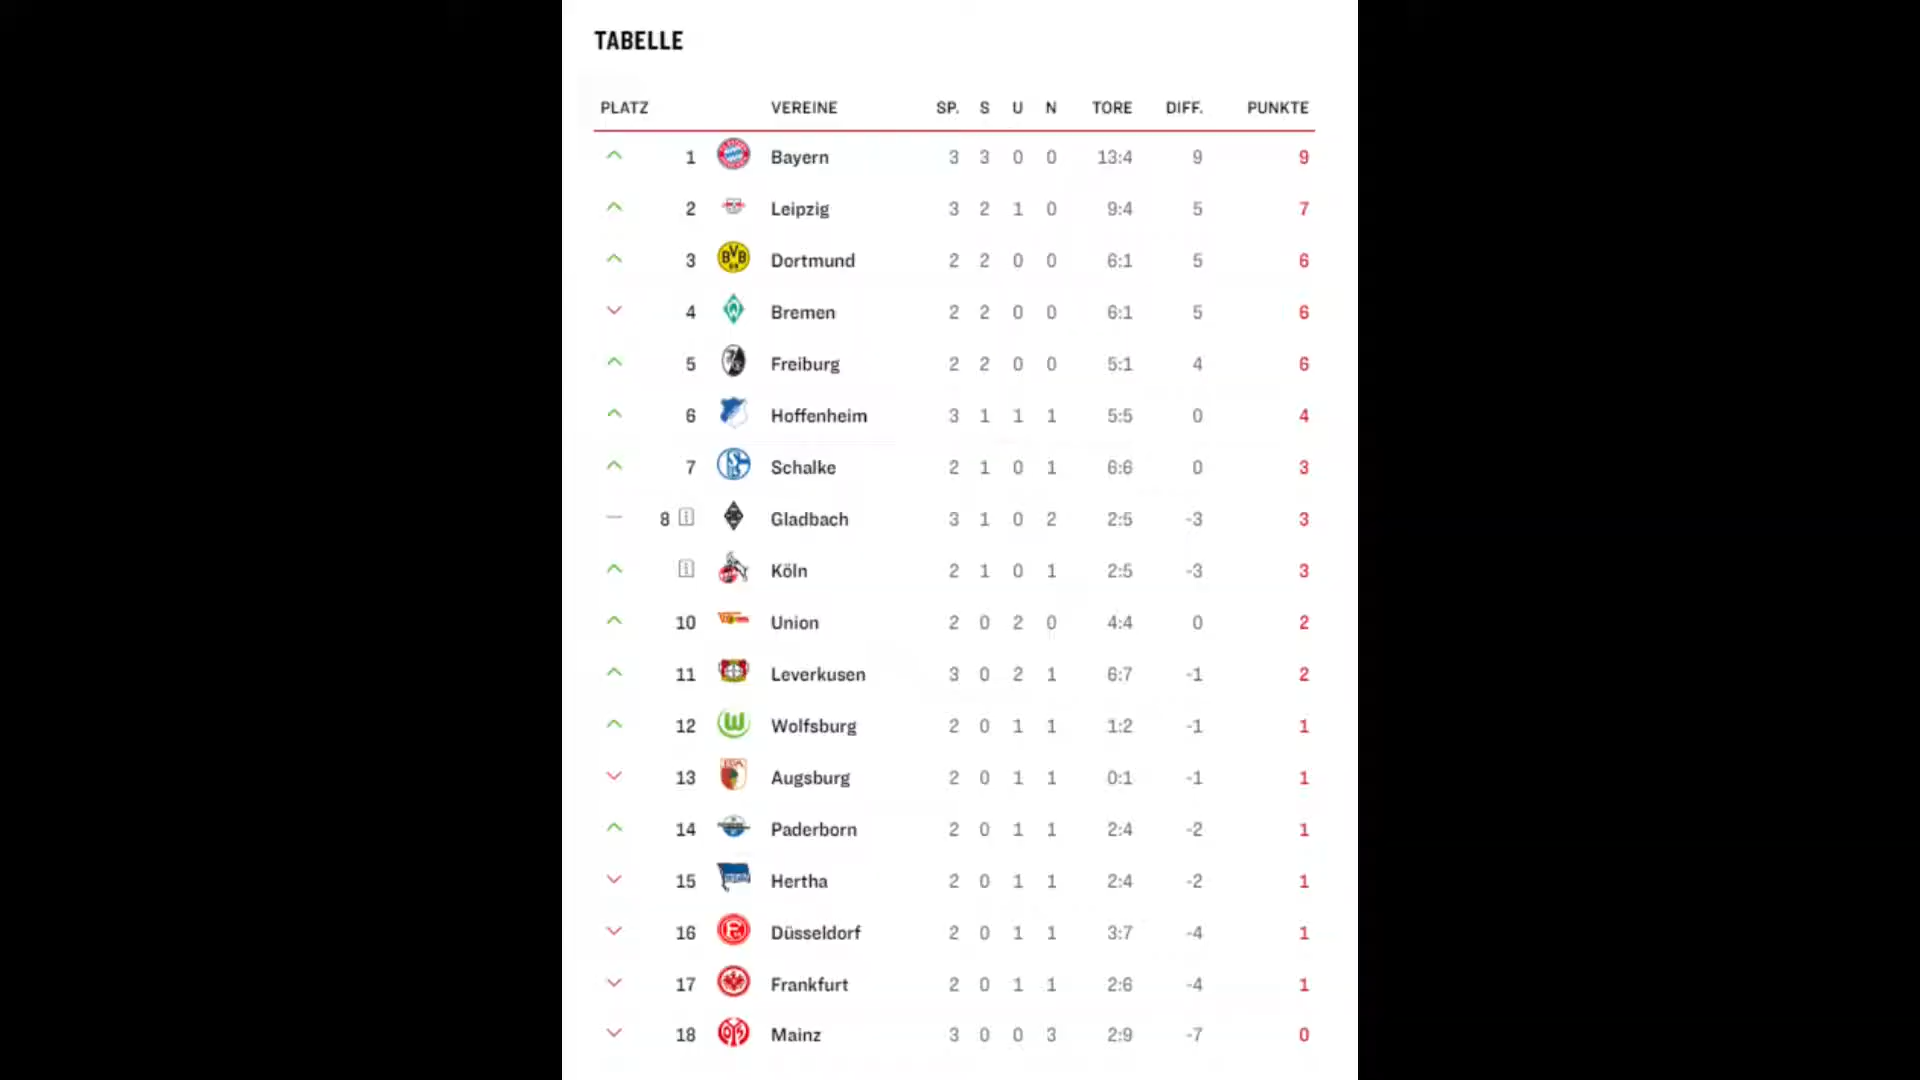 TABELLE
PLATZ VEREINE SP. S U N TORE DIFF. PUNKTE
1 Bayern 3 3 0 0 13:4 9 9
2 Leipzig 3 2 1 0 9:4 5 7
3 BVB 09 Dortmund 2 2 0 0 6:1 5 6
4 Bremen 2 2 0 0 6:1 5 6
5 Freiburg 2 2 0 0 5:1 4 6
6 Hoffenheim 3 1 1 1 5:5 0 4
7 Schalke 2 1 0 1 6:6 0 3
8 Gladbach 3 1 0 2 2:5 -3 3
Köln 2 1 0 1 2:5 -3 3
10 Union 2 0 2 0 4:4 0 2
11 Leverkusen 3 0 2 1 6:7 -1 2
12 Wolfsburg 2 0 1 1 1:2 -1 1
13 Augsburg 2 0 1 1 0:1 -1 1
14 Paderborn 2 0 1 1 2:4 -2 1
15 Hertha 2 0 1 1 2:4 -2 1
16 Düsseldorf 2 0 1 1 3:7 -4 1
17 Frankfurt 2 0 1 1 2:6 -4 1
18 Mainz 3 0 0 3 2:9 -7 0